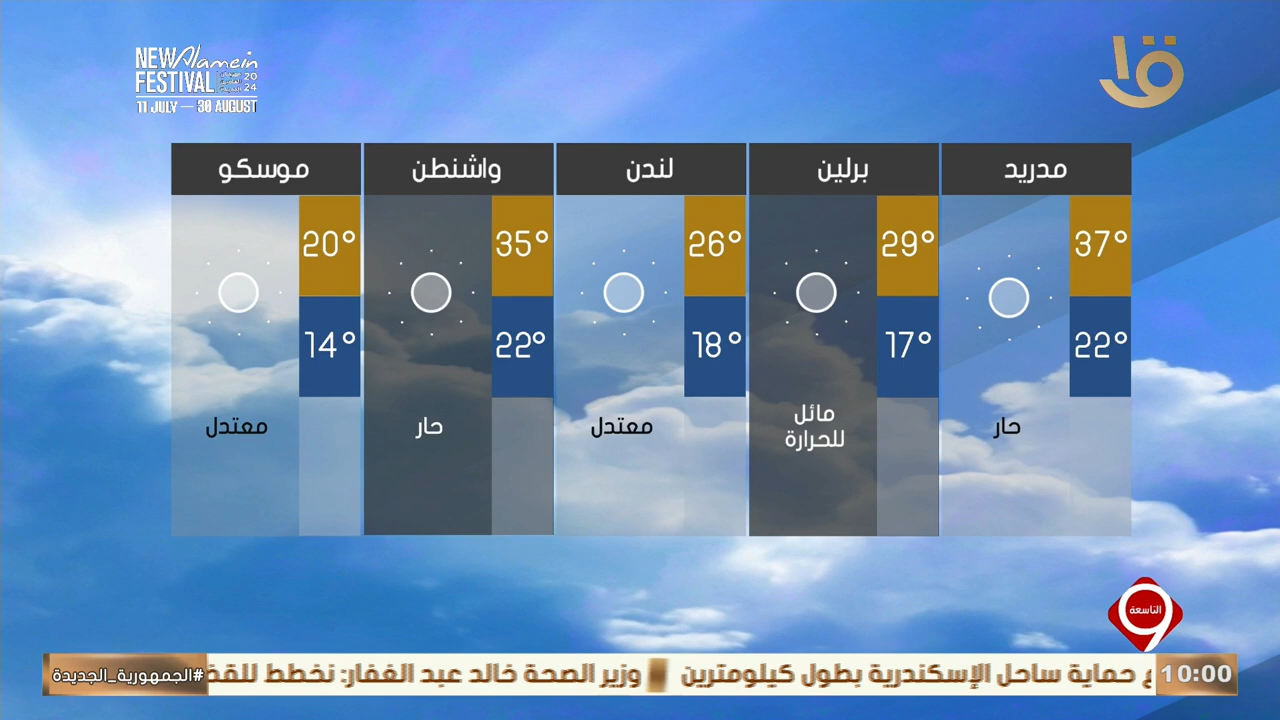 NEW Alamein
FESTIVAL 2024
11 JULY — 30 AUGUST
مدريد
37°
22°
حار
برلين
29°
17°
مائل
للحرارة
لندن
26°
18°
معتدل
واشنطن
35°
22°
حار
موسكو
20°
14°
معتدل
التاسعة
9
10:00
حماية ساحل الإسكندرية بطول كيلومترين
وزير الصحة خالد عبد الغفار: نخطط
#الجمهورية_الجديدة